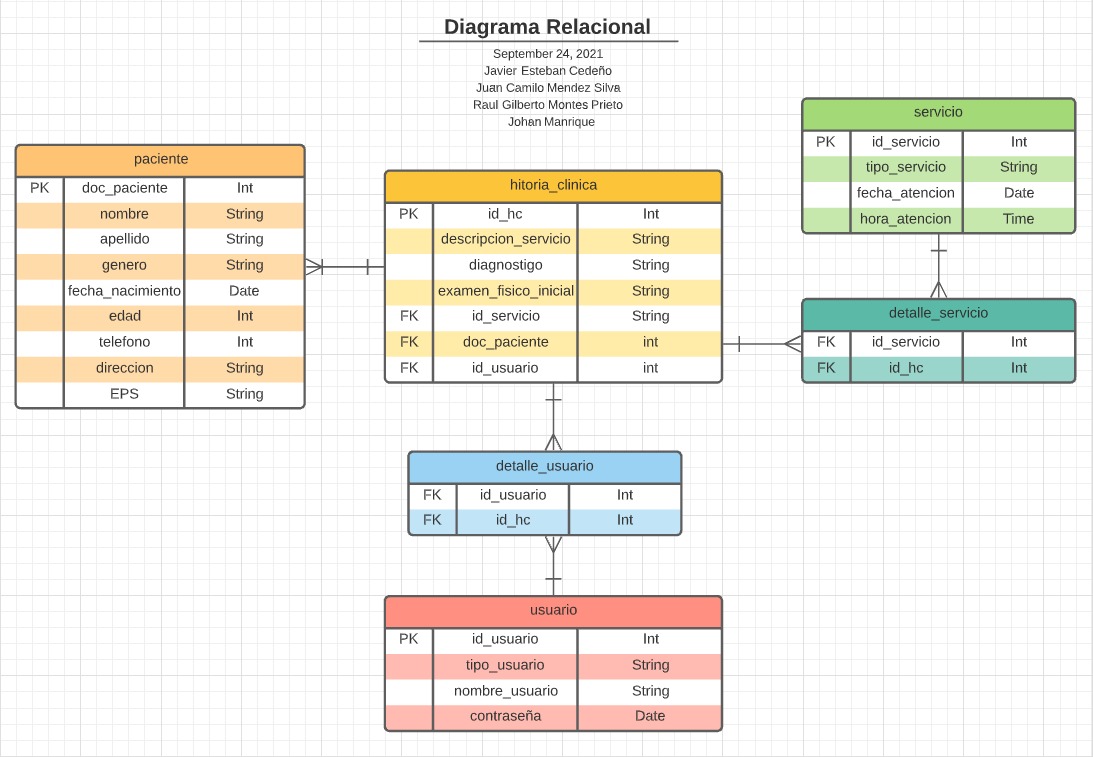 Diagrama Relacional
September 24, 2021
Javier Esteban Cedeño
Juan Camilo Mendez Silva
Raul Gilberto Montes Prieto
Johan Manrique
paciente
PK doc_paciente Int
nombre String
apellido String
genero String
fecha_nacimiento Date
edad Int
telefono Int
direccion String
EPS String
hitoria_clinica
PK id_hc Int
descripcion_servicio String
diagnostigo String
examen_fisico_inicial String
FK id_servicio String
FK doc_paciente int
FK id_usuario int
servicio
PK id_servicio Int
tipo_servicio String
fecha_atencion Date
hora_atencion Time
detalle_servicio
FK id_servicio Int
FK id_hc Int
detalle_usuario
FK id_usuario Int
FK id_hc Int
usuario
PK id_usuario Int
tipo_usuario String
nombre_usuario String
contraseña Date